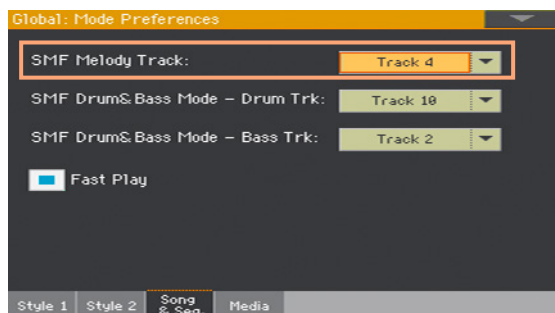 Global: Mode Preferences
SMF Melody Track: Track 4
SMF Drum& Bass Mode - Drum Trk: Track 10
SMF Drum& Bass Mode - Bass Trk: Track 2
Fast Play
Style 1 Style 2 Song & Seq. Media